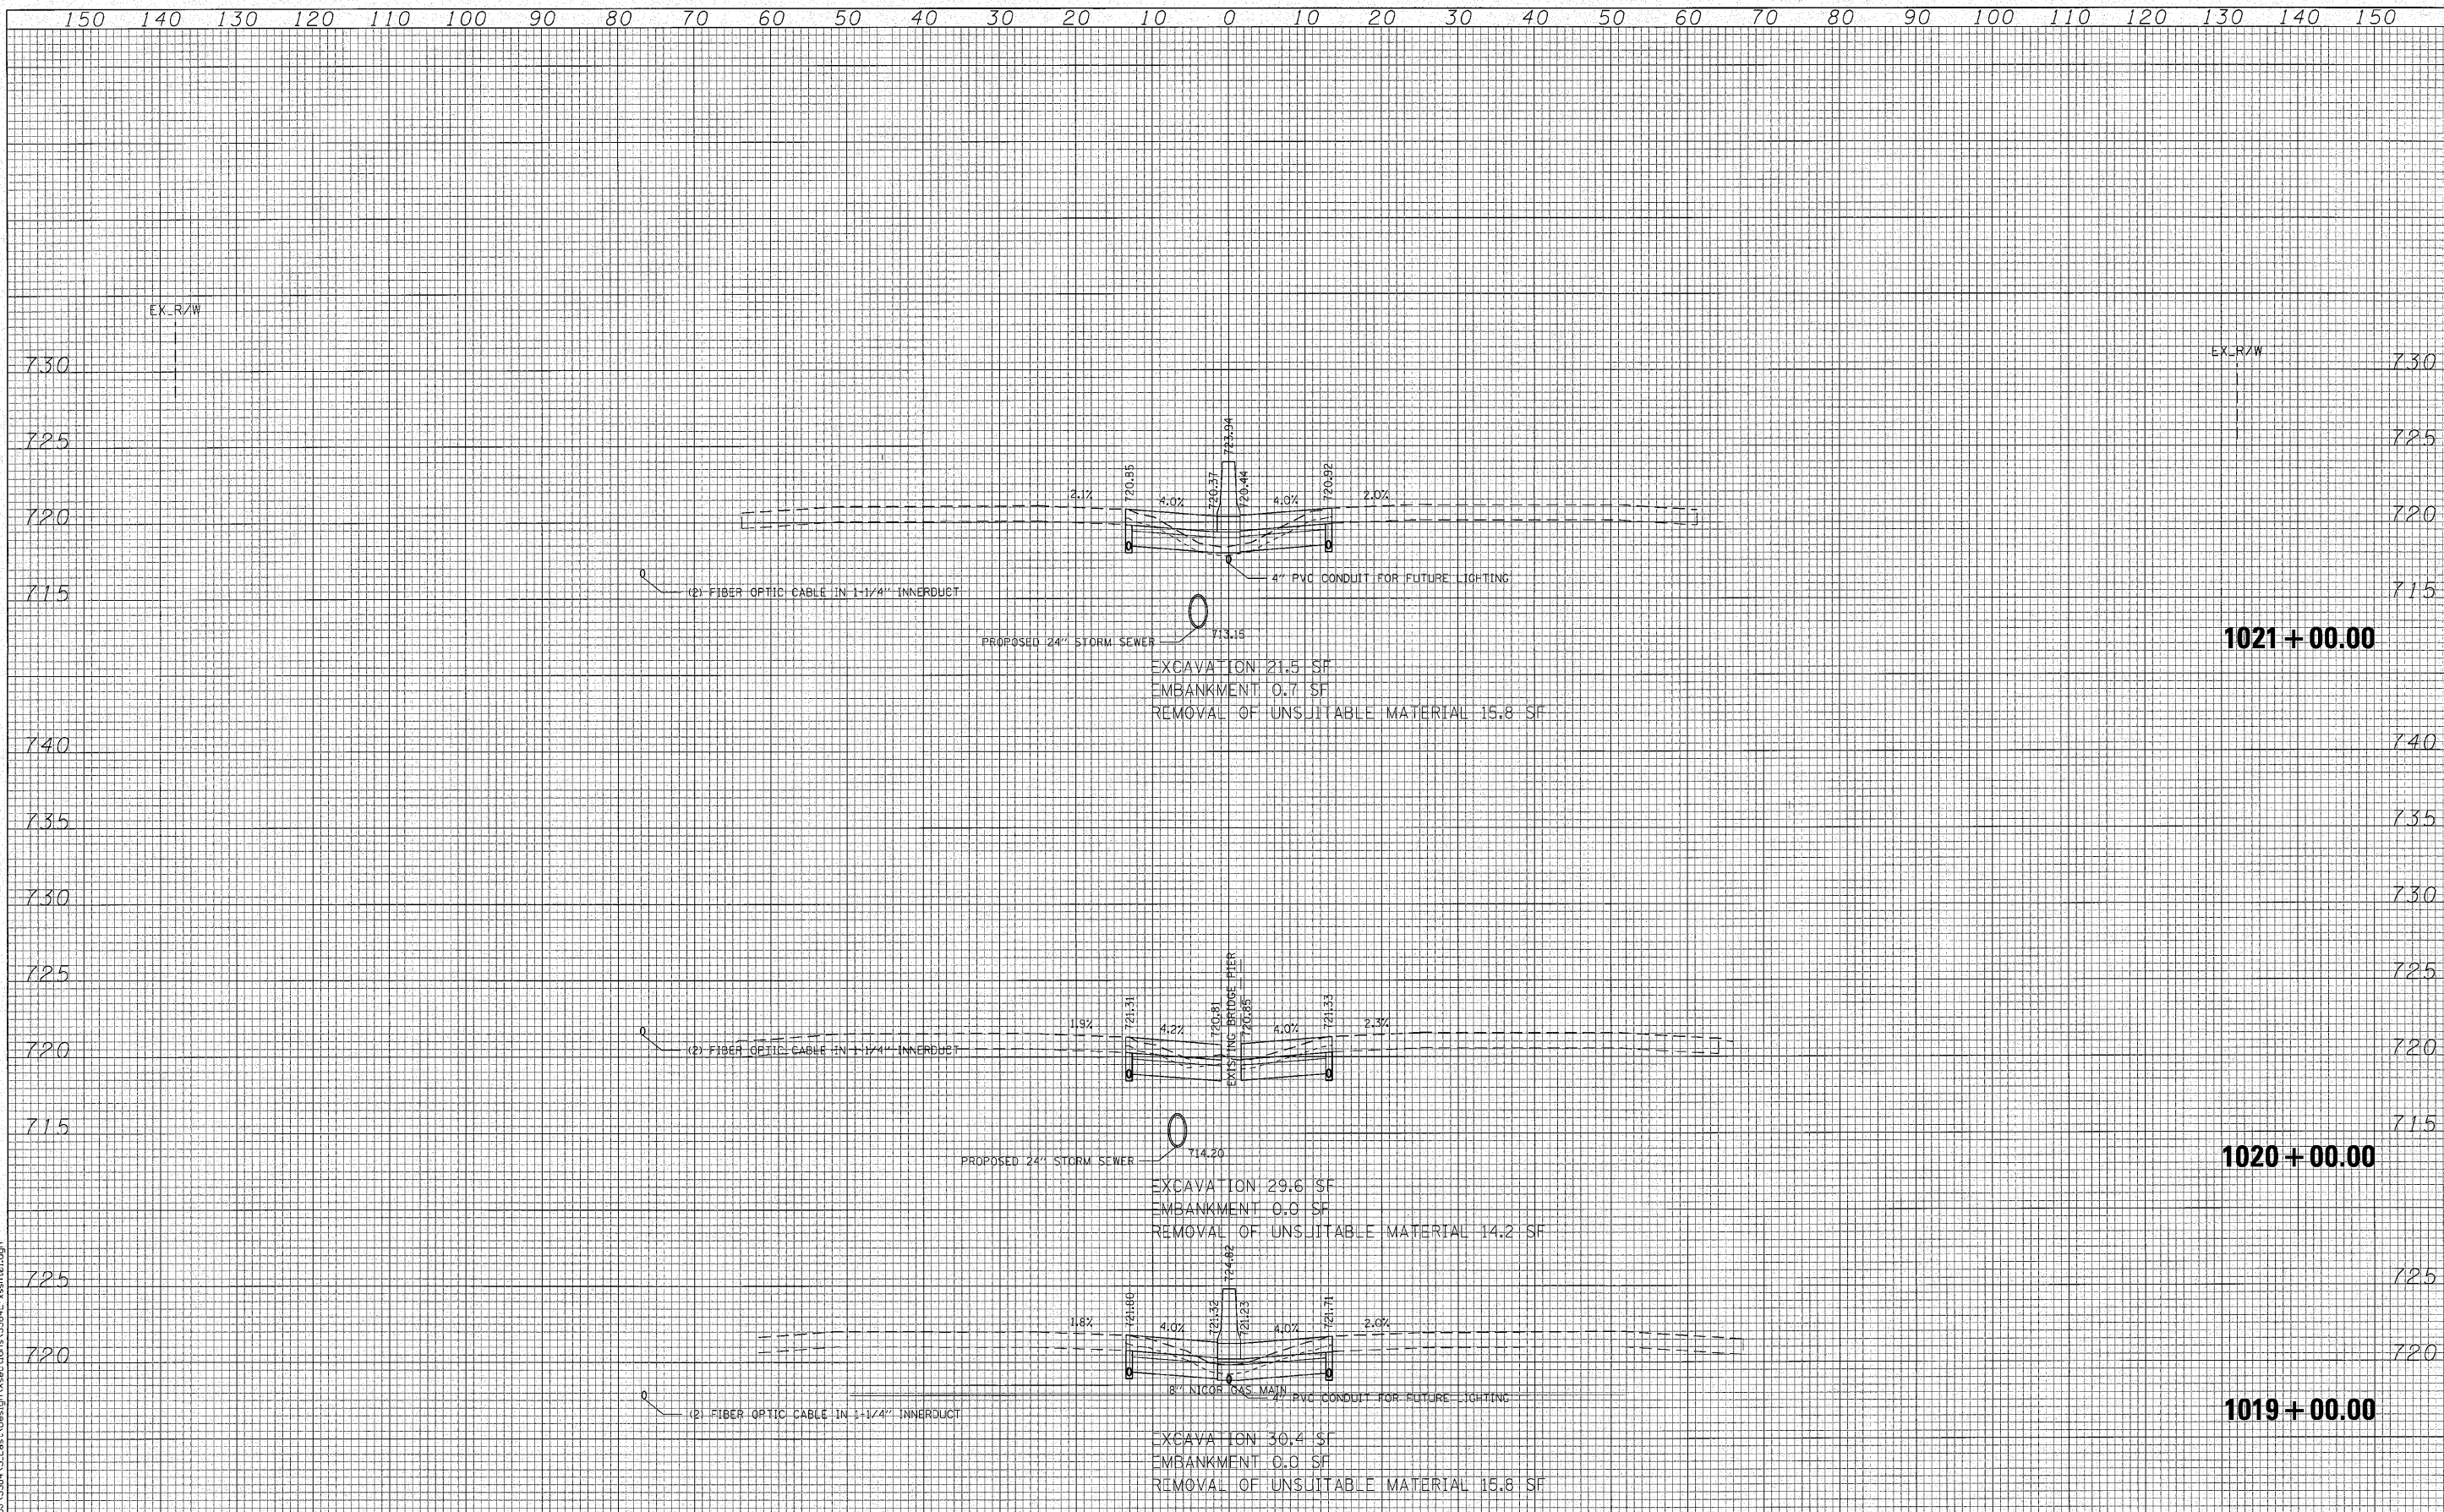 150 140 130 120 110 100 90 80 70 60 50 40 30 20 10 0 10 20 30 40 50 60 70 80 90 100 110 120 130 140 150
EX_R/W
EX_R/W
730 730
725 725
723.94
720.85 720.37 720.44 720.92
2.1% 4.0% 4.0% 2.0%
720 720
4" PVC CONDUIT FOR FUTURE LIGHTING
(2) FIBER OPTIC CABLE IN 1-1/4" INNERDUCT
715 715
713.15
PROPOSED 24" STORM SEWER
1021+00.00
EXCAVATION 21.5 SF
EMBANKMENT 0.7 SF
REMOVAL OF UNSUITABLE MATERIAL 15.8 SF
740 740
735 735
730 730
725 725
EXISTING BRIDGE PIER
721.31 720.81 720.85 721.33
1.9% 4.2% 4.0% 2.3%
720 720
(2) FIBER OPTIC CABLE IN 1-1/4" INNERDUCT
715 715
714.20
PROPOSED 24" STORM SEWER
1020+00.00
EXCAVATION 29.6 SF
EMBANKMENT 0.0 SF
REMOVAL OF UNSUITABLE MATERIAL 14.2 SF
724.82
725 725
721.80 721.32 721.23 721.71
1.8% 4.0% 4.0% 2.0%
720 720
8" NICOR GAS MAIN
4" PVC CONDUIT FOR FUTURE LIGHTING
(2) FIBER OPTIC CABLE IN 1-1/4" INNERDUCT
1019+00.00
EXCAVATION 30.4 SF
EMBANKMENT 0.0 SF
REMOVAL OF UNSUITABLE MATERIAL 15.8 SF